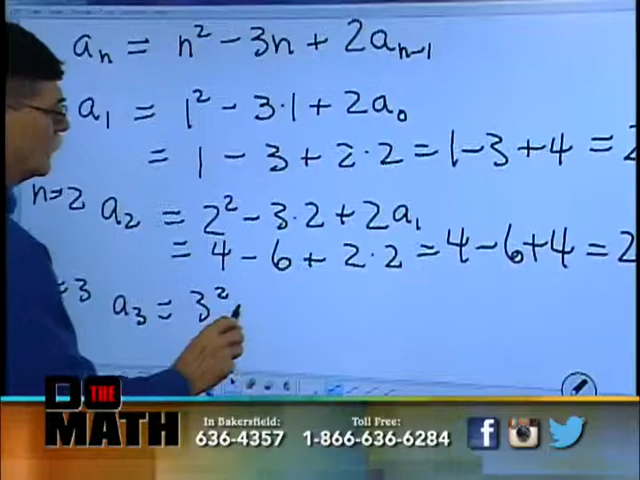 aₙ = n² - 3n + 2aₙ₋₁
a₁ = 1² - 3·1 + 2a₀
= 1 - 3 + 2·2 = 1 - 3 + 4 = 2
n=2 a₂ = 2² - 3·2 + 2a₁
= 4 - 6 + 2·2 = 4 - 6 + 4 = 2
=3 a₃ = 3²
DO THE MATH
In Bakersfield: 636-4357
Toll Free: 1-866-636-6284